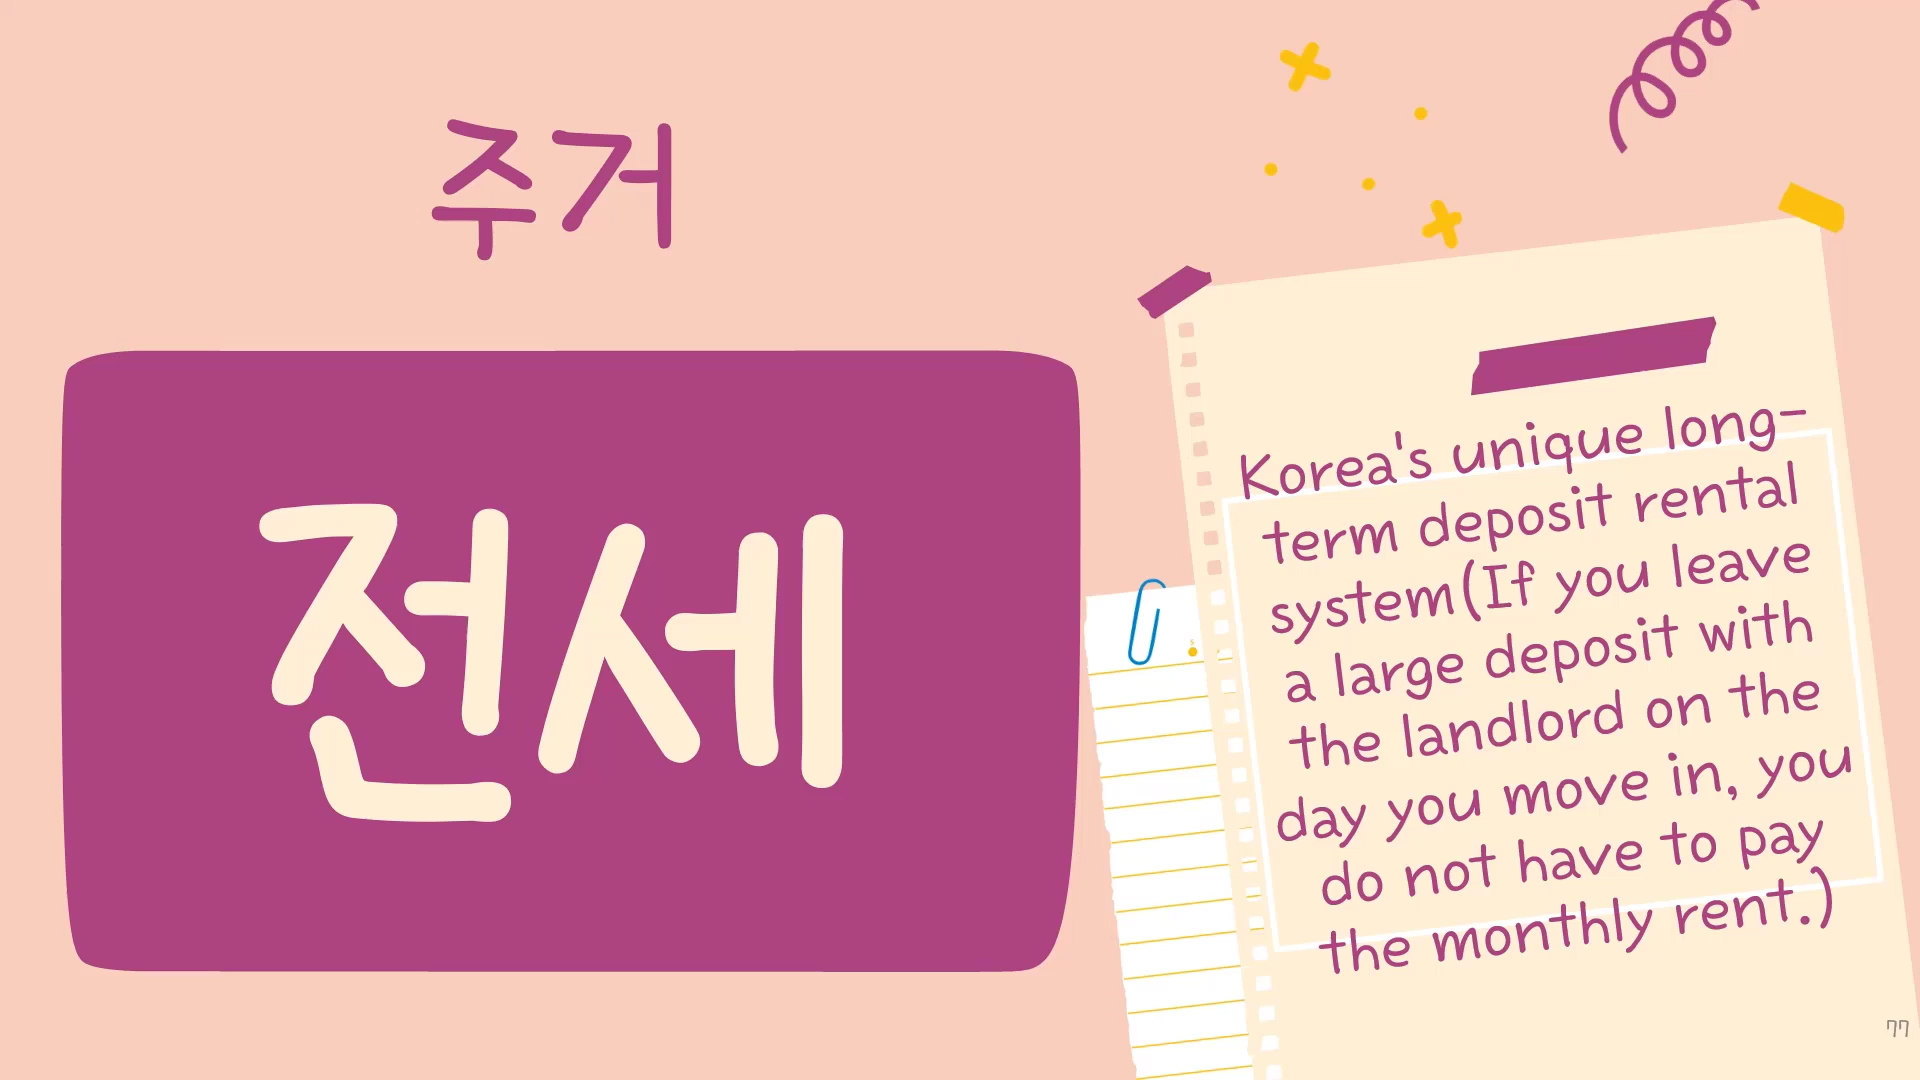 주거
전세
Korea's unique long-
term deposit rental
system(If you leave
a large deposit with
the landlord on the
day you move in, you
do not have to pay
the monthly rent.)
77